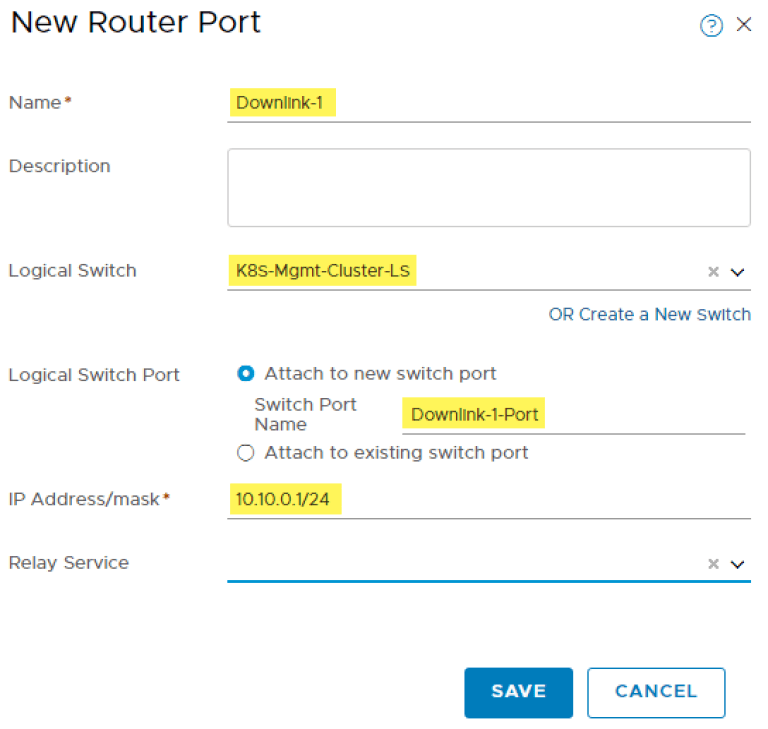 New Router Port
Name*
Downlink-1
Description
Logical Switch
K8S-Mgmt-Cluster-LS
OR Create a New Switch
Logical Switch Port
Attach to new switch port
Switch Port
Name
Downlink-1-Port
Attach to existing switch port
IP Address/mask*
10.10.0.1/24
Relay Service
SAVE
CANCEL